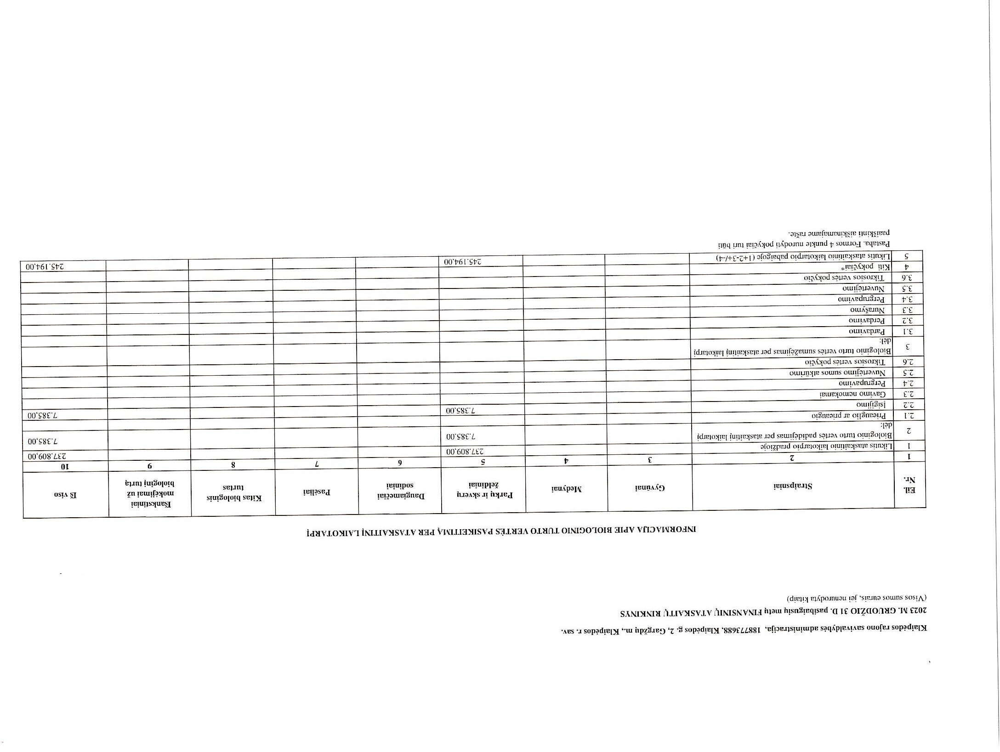 Klaipėdos rajono savivaldybės administracija, 188773688, Klaipėdos g. 2, Gargždų m., Klaipėdos r. sav.
2023 M. GRUODŽIO 31 D. pasibaigusių metų FINANSINIŲ ATASKAITŲ RINKINYS
(Visos sumos eurais, jei nenurodyta kitaip)
INFORMACIJA APIE BIOLOGINIO TURTO VERTĖS PASIKEITIMĄ PER ATASKAITINĮ LAIKOTARPĮ
Eil. Nr. Straipsniai Gyvūnai Medynai Parkų ir skverų želdiniai Daugiamečiai sodiniai Pasėliai Kitas biologinis turtas Išankstiniai mokėjimai už biologinį turtą Iš viso
1 2 3 4 5 6 7 8 9 10
1 Likutis ataskaitinio laikotarpio pradžioje 237.809,00 237.809,00
2 Biologinio turto vertės padidėjimas per ataskaitinį laikotarpį dėl: 7.385,00 7.385,00
2.1 Prieauglio ar prieaugio
2.2 Įsigijimo 7.385,00 7.385,00
2.3 Gavimo nemokamai
2.4 Pergrupavimo
2.5 Nuvertėjimo sumos atkūrimo
2.6 Tikrosios vertės pokyčio
3 Biologinio turto vertės sumažėjimas per ataskaitinį laikotarpį dėl:
3.1 Pardavimo
3.2 Perdavimo
3.3 Nurašymo
3.4 Pergrupavimo
3.5 Nuvertėjimo
3.6 Tikrosios vertės pokyčio
4 Kiti pokyčiai*
5 Likutis ataskaitinio laikotarpio pabaigoje (1+2-3+/-4) 245.194,00 245.194,00
Pastaba. Formos 4 punkte nurodyti pokyčiai turi būti
paaiškinti aiškinamajame rašte.